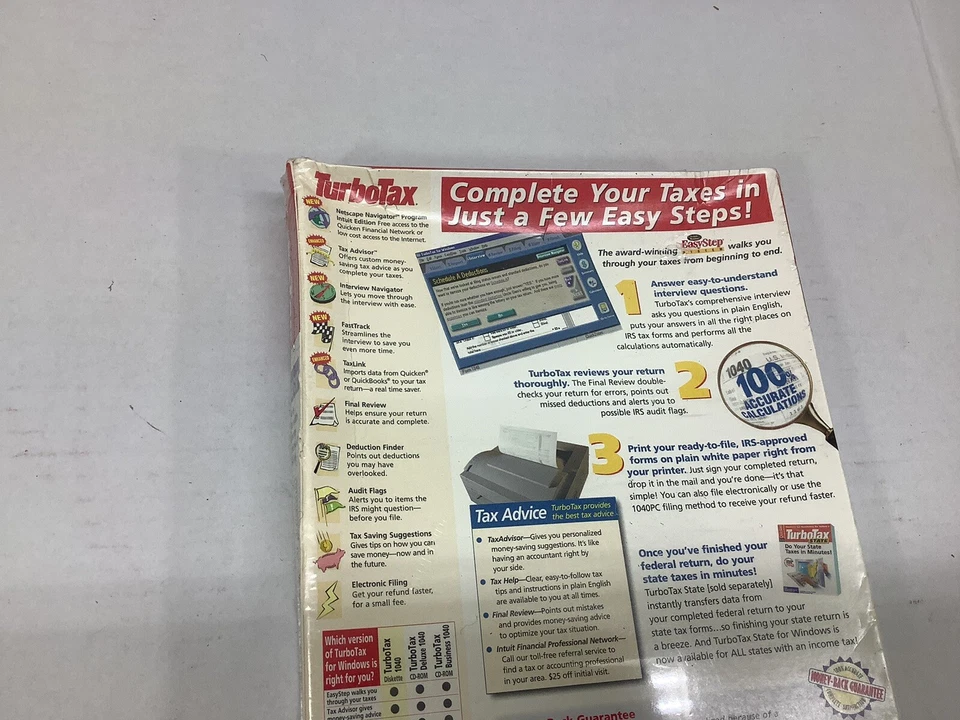 TurboTax
NEW
Netscape Navigator™ Program
Intuit Edition Free access to the
Quicken Financial Network or
low cost access to the Internet.
ENHANCED
Tax Advisor™
Offers custom money-
saving tax advice as you
complete your taxes.
NEW
Interview Navigator
Lets you move through
the interview with ease.
NEW
FastTrack
Streamlines the
interview to save you
even more time.
ENHANCED
TaxLink
Imports data from Quicken®
or QuickBooks® to your tax
return—a real time saver.
Final Review
Helps ensure your return
is accurate and complete.
Deduction Finder
Points out deductions
you may have
overlooked.
Audit Flags
Alerts you to items the
IRS might question—
before you file.
Tax Saving Suggestions
Gives tips on how you can
save money—now and in
the future.
Electronic Filing
Get your refund faster,
for a small fee.
Which version
of TurboTax
for Windows is
right for you?
TurboTax
1040
Diskette
TurboTax
Deluxe 1040
CD-ROM
TurboTax
Business 1040
CD-ROM
EasyStep walks you
through your taxes
Tax Advisor gives
money-saving advice
Complete Your Taxes in
Just a Few Easy Steps!
The award-winning EasyStep walks you
through your taxes from beginning to end.
Schedule A Deductions
1
Answer easy-to-understand
interview questions.
TurboTax's comprehensive interview
asks you questions in plain English,
puts your answers in all the right places on
IRS tax forms and performs all the
calculations automatically.
TurboTax reviews your return
thoroughly. The Final Review double-
checks your return for errors, points out
missed deductions and alerts you to
possible IRS audit flags.
2
1040
100%
ACCURATE
CALCULATIONS
3
Print your ready-to-file, IRS-approved
forms on plain white paper right from
your printer. Just sign your completed return,
drop it in the mail and you're done—it's that
simple! You can also file electronically or use the
1040PC filing method to receive your refund faster.
Tax Advice
TurboTax provides
the best tax advice
• TaxAdvisor—Gives you personalized
money-saving suggestions. It's like
having an accountant right by
your side.
• Tax Help—Clear, easy-to-follow tax
tips and instructions in plain English
are available to you at all times.
• Final Review—Points out mistakes
and provides money-saving advice
to optimize your tax situation.
• Intuit Financial Professional Network—
Call our toll-free referral service to
find a tax or accounting professional
in your area. $25 off initial visit.
Once you've finished your
federal return, do your
state taxes in minutes!
TurboTax State [sold separately]
instantly transfers data from
your completed federal return to your
state tax forms...so finishing your state return is
a breeze. And TurboTax State for Windows is
now available for ALL states with an income tax!
TurboTax
STATE
Do Your State
Taxes in Minutes!
MONEY-BACK GUARANTEE
Back Guarantee
because of a